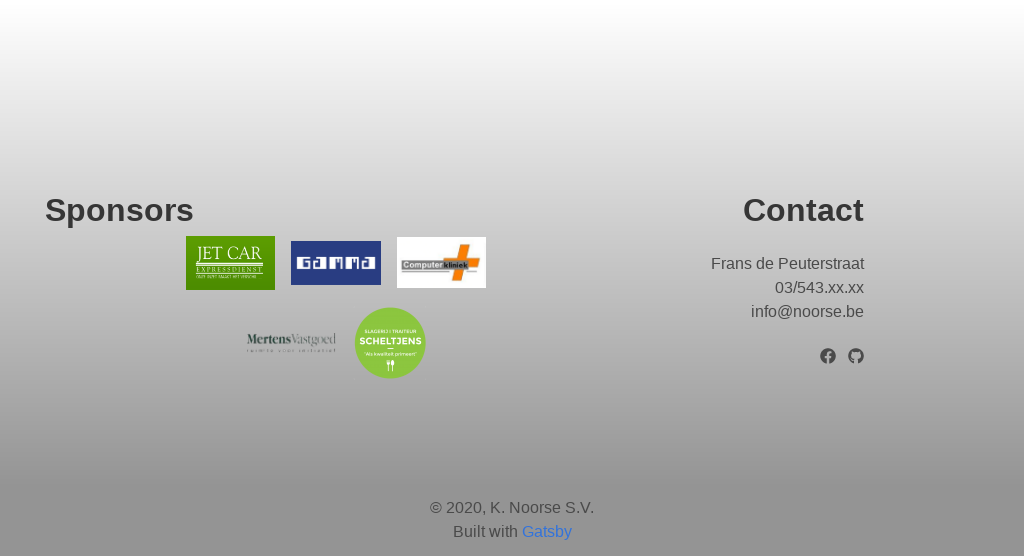 Sponsors
JET CAR
EXPRESSDIENST
GAMMA
Computerkliniek
MertensVastgoed
SLAGERIJ | TRAITEUR
SCHELTJENS
"Als kwaliteit primeert"
Contact
Frans de Peuterstraat
03/543.xx.xx
info@noorse.be
© 2020, K. Noorse S.V.
Built with Gatsby